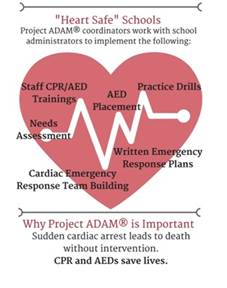 "Heart Safe" Schools
Project ADAM® coordinators work with school
administrators to implement the following:
Staff CPR/AED
Trainings
AED
Placement
Practice Drills
Needs
Assessment
Written Emergency
Response Plans
Cardiac Emergency
Response Team Building
Why Project ADAM® is Important
Sudden cardiac arrest leads to death
without intervention.
CPR and AEDs save lives.